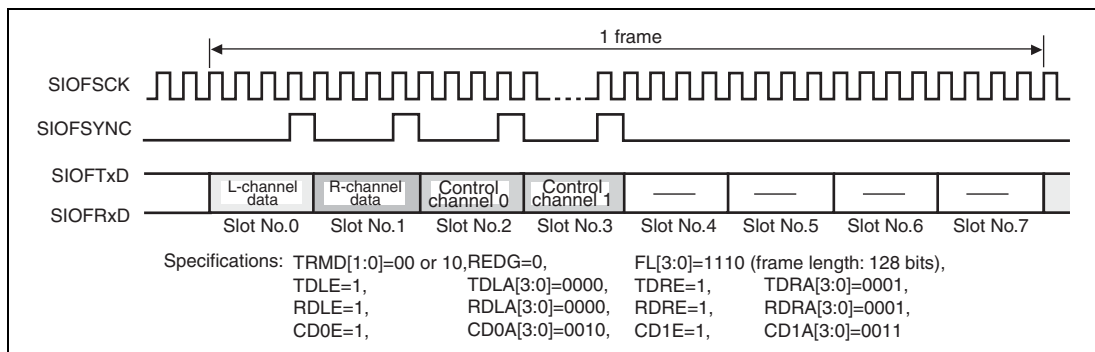 1 frame
SIOFSCK
SIOFSYNC
SIOFTxD
SIOFRxD
L-channel data
R-channel data
Control channel 0
Control channel 1
Slot No.0 Slot No.1 Slot No.2 Slot No.3 Slot No.4 Slot No.5 Slot No.6 Slot No.7
Specifications: TRMD[1:0]=00 or 10,REDG=0, FL[3:0]=1110 (frame length: 128 bits),
TDLE=1, TDLA[3:0]=0000, TDRE=1, TDRA[3:0]=0001,
RDLE=1, RDLA[3:0]=0000, RDRE=1, RDRA[3:0]=0001,
CD0E=1, CD0A[3:0]=0010, CD1E=1, CD1A[3:0]=0011